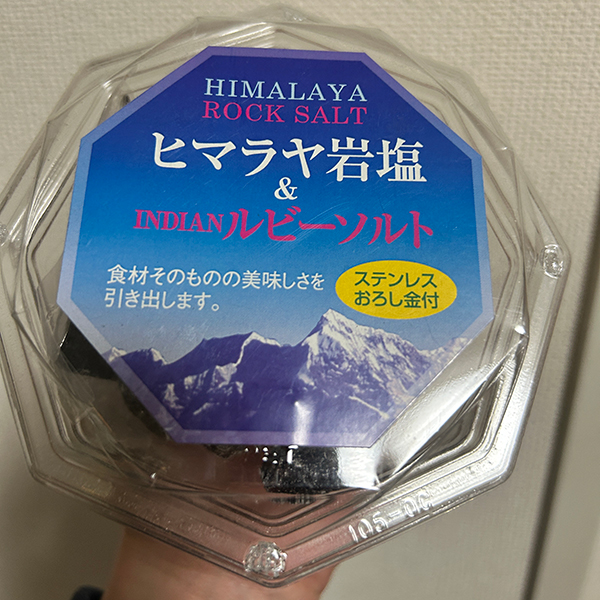 HIMALAYA
ROCK SALT
ヒマラヤ岩塩
&
INDIANルビーソルト
食材そのものの美味しさを
引き出します。
ステンレス
おろし金付